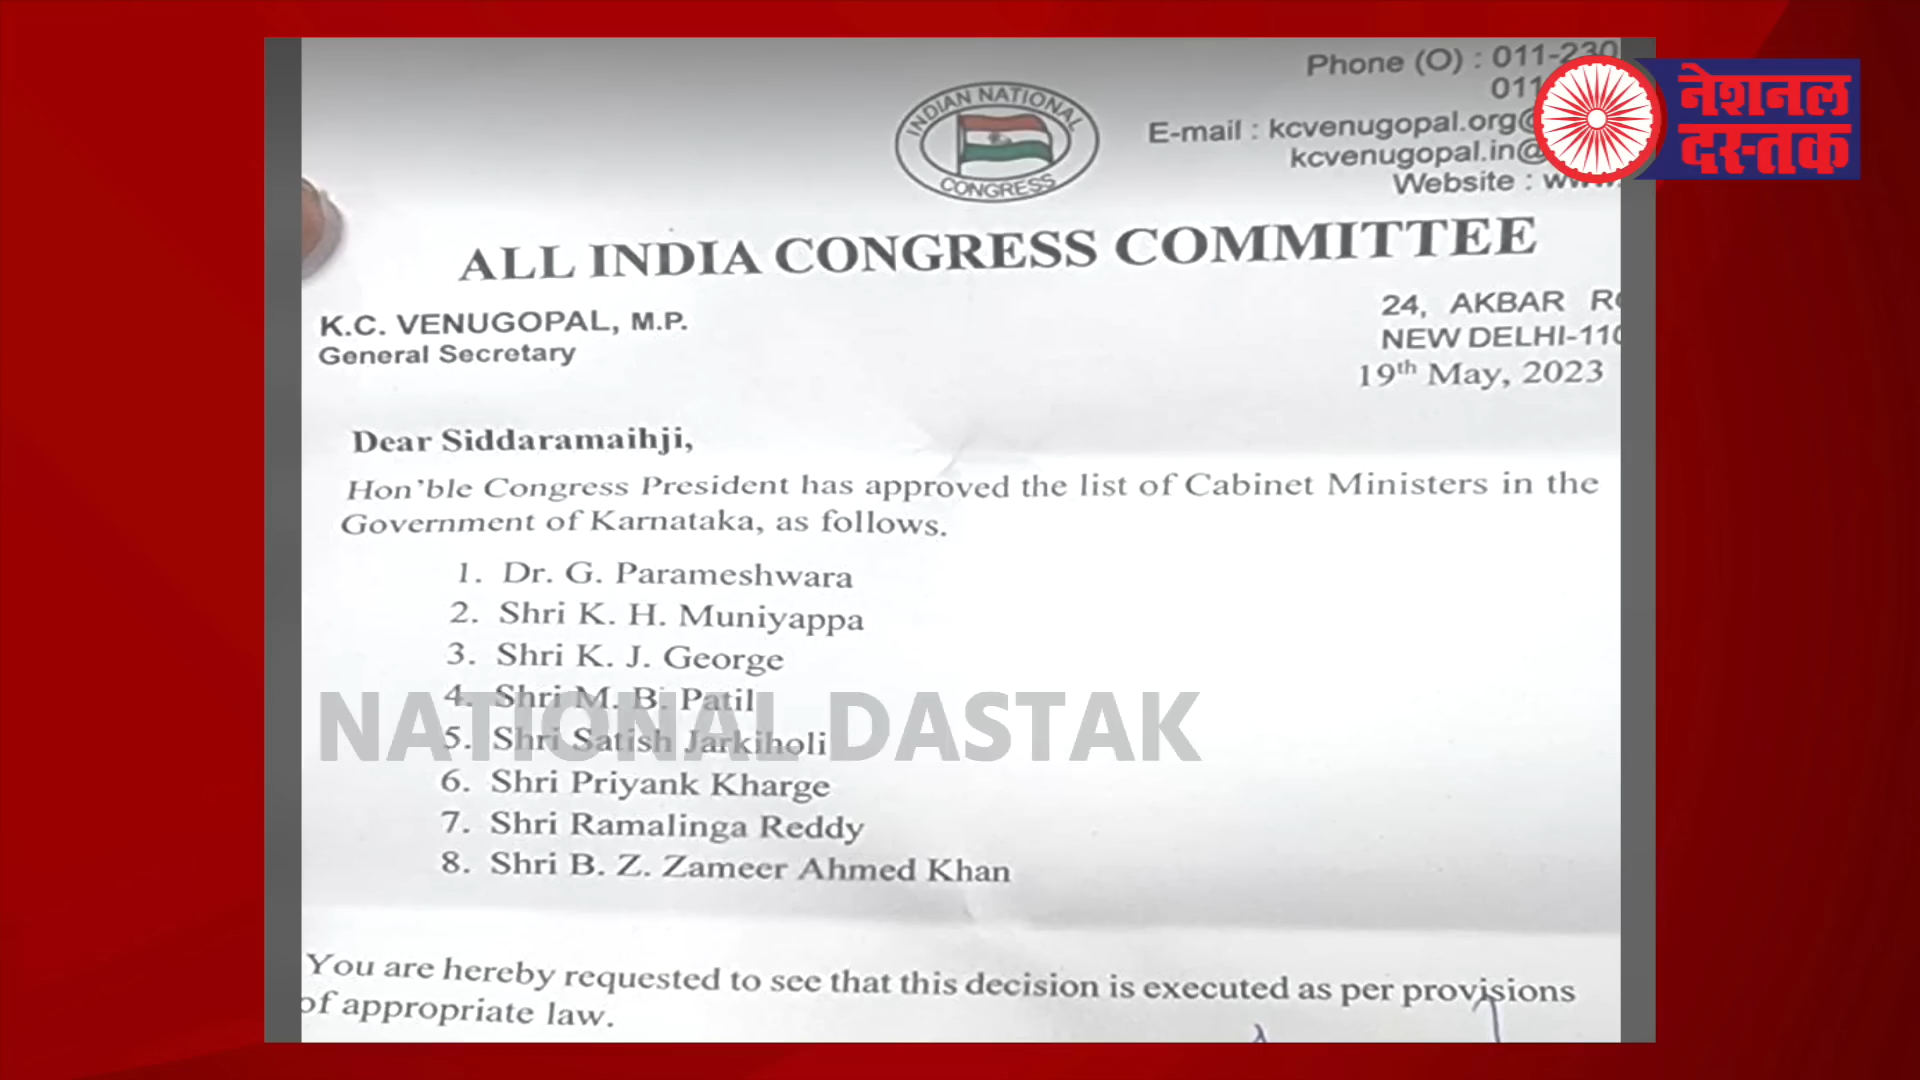 Phone (O) : 011-230
011
E-mail : kcvenugopal.org@
kcvenugopal.in@
Website :
नेशनल
दस्तक
INDIAN NATIONAL
CONGRESS
ALL INDIA CONGRESS COMMITTEE
K.C. VENUGOPAL, M.P.
General Secretary
24, AKBAR
NEW DELHI-110
19th May, 2023
Dear Siddaramaihji,
Hon'ble Congress President has approved the list of Cabinet Ministers in the
Government of Karnataka, as follows.
1. Dr. G. Parameshwara
2. Shri K. H. Muniyappa
3. Shri K. J. George
4. Shri M. B. Patil
NATIONAL DASTAK
5. Shri Satish Jarkiholi
6. Shri Priyank Kharge
7. Shri Ramalinga Reddy
8. Shri B. Z. Zameer Ahmed Khan
You are hereby requested to see that this decision is executed as per provisions
of appropriate law.